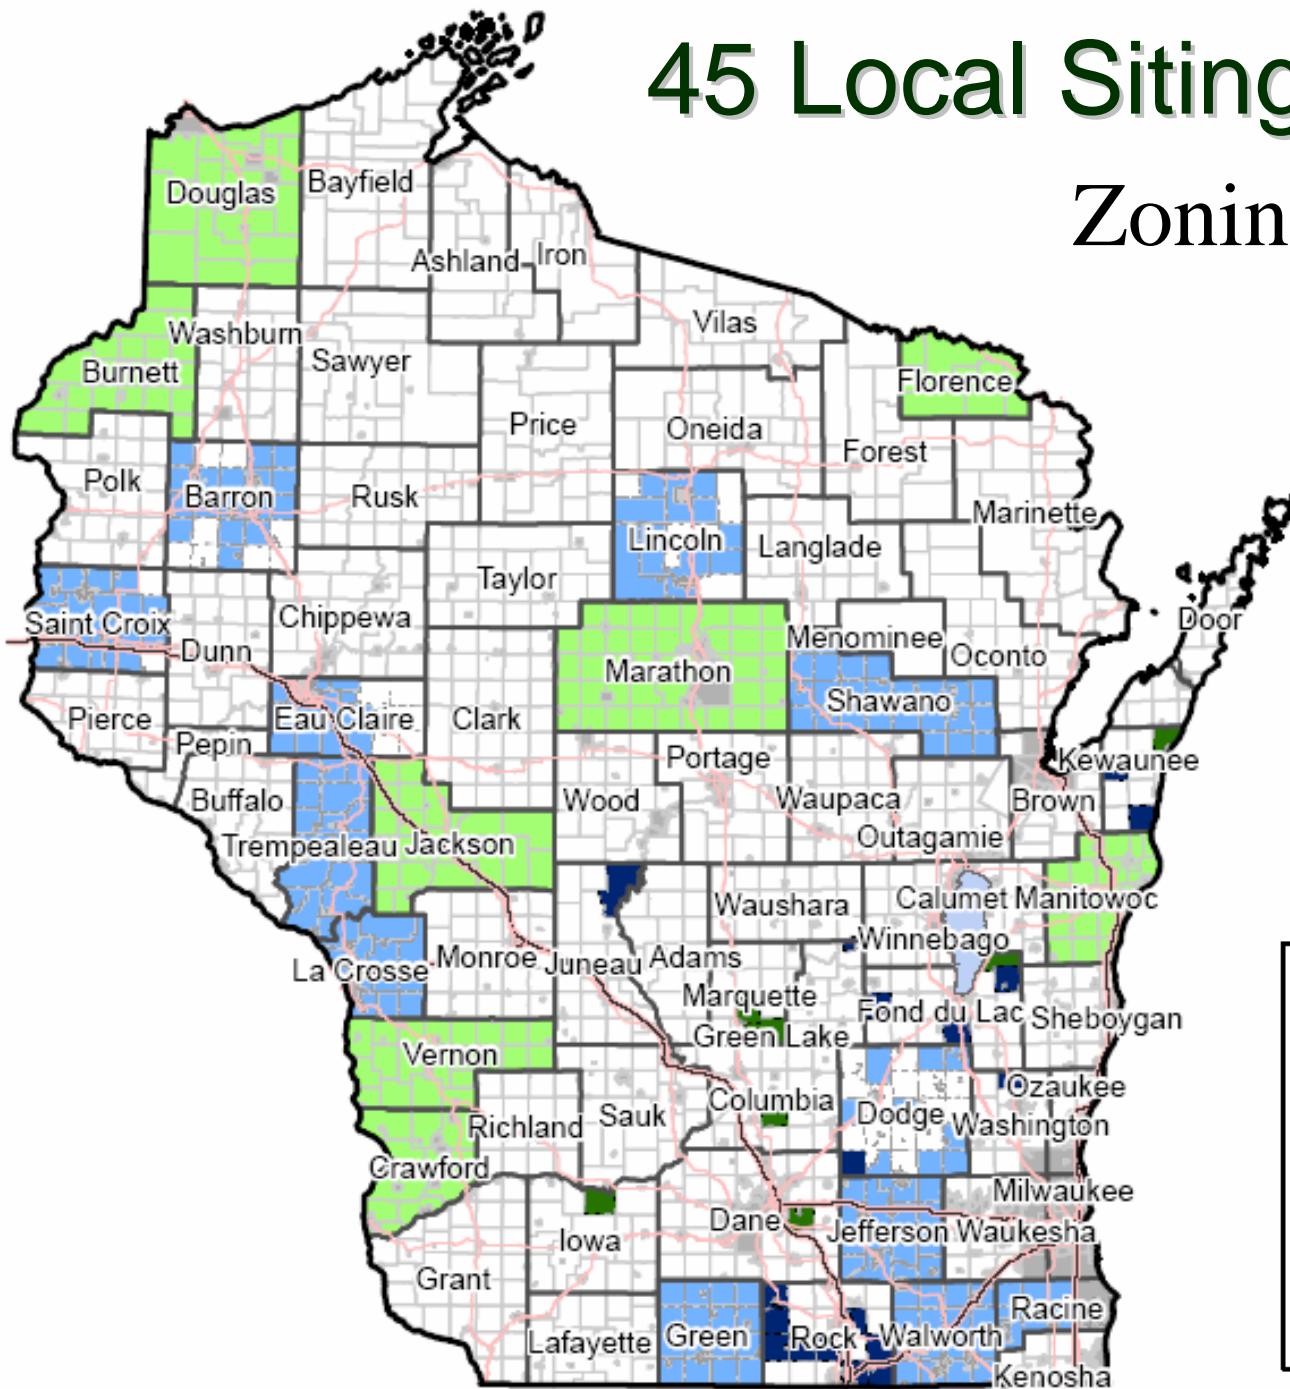 45 Local Siting
Zonin
Douglas
Bayfield
Ashland
Iron
Vilas
Washburn
Sawyer
Burnett
Florence
Price
Oneida
Forest
Polk
Barron
Rusk
Marinette
Lincoln
Langlade
Taylor
Saint Croix
Chippewa
Door
Dunn
Menominee
Oconto
Marathon
Shawano
Pierce
Eau Claire
Clark
Pepin
Portage
Kewaunee
Buffalo
Wood
Waupaca
Brown
Outagamie
Trempealeau
Jackson
Waushara
Calumet
Manitowoc
Winnebago
Monroe
Juneau
Adams
La Crosse
Marquette
Fond du Lac
Sheboygan
Green Lake
Vernon
Ozaukee
Columbia
Dodge
Washington
Richland
Sauk
Crawford
Milwaukee
Dane
Jefferson
Waukesha
Iowa
Grant
Racine
Lafayette
Green
Rock
Walworth
Kenosha